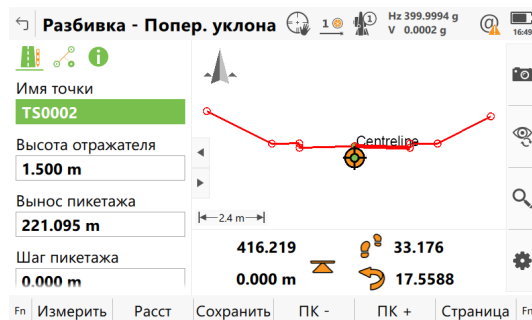 Разбивка - Попер. уклона
1
1
Hz 399.9994 g
V 0.0002 g
@
16:49
Имя точки
TS0002
Высота отражателя
1.500 m
Вынос пикетажа
221.095 m
Шаг пикетажа
0.000 m
Centreline
2.4 m
416.219
33.176
0.000 m
17.5588
Fn Измерить Расст Сохранить ПК - ПК + Страница Fn